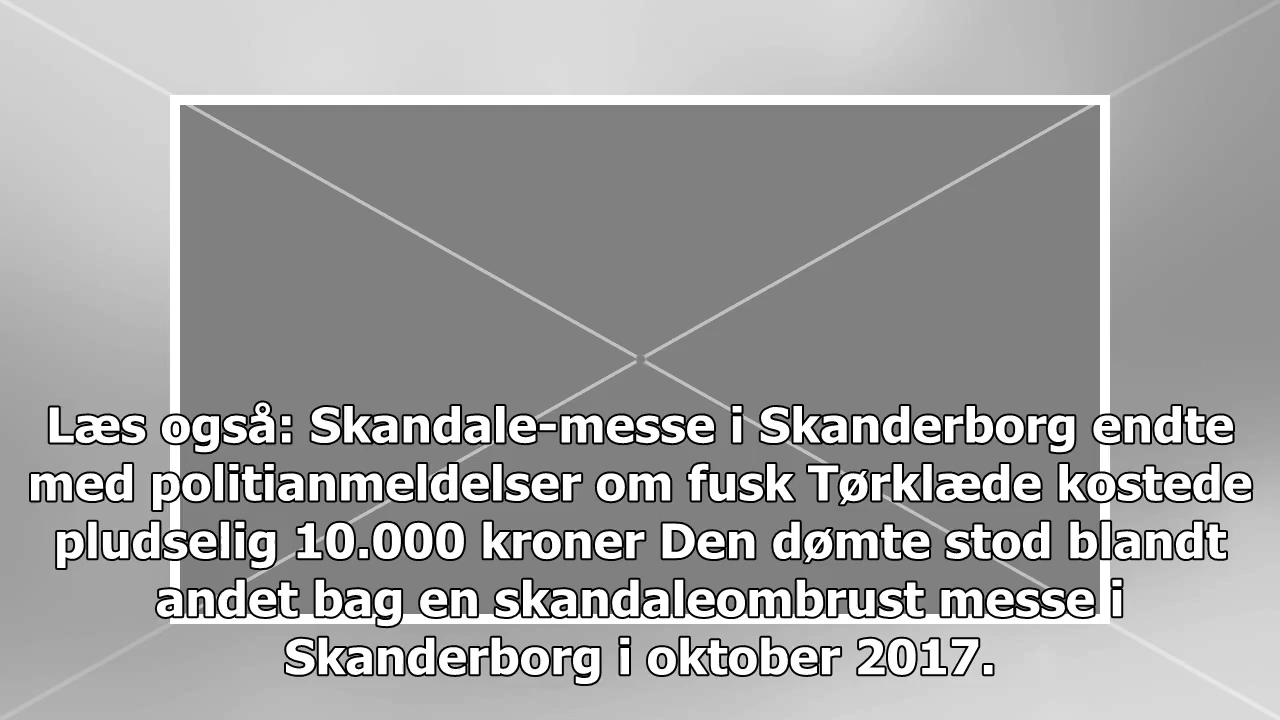 Læs også: Skandale-messe i Skanderborg endte
med politianmeldelser om fusk Tørklæde kostede
pludselig 10.000 kroner Den dømte stod blandt
andet bag en skandaleombrust messe i
Skanderborg i oktober 2017.